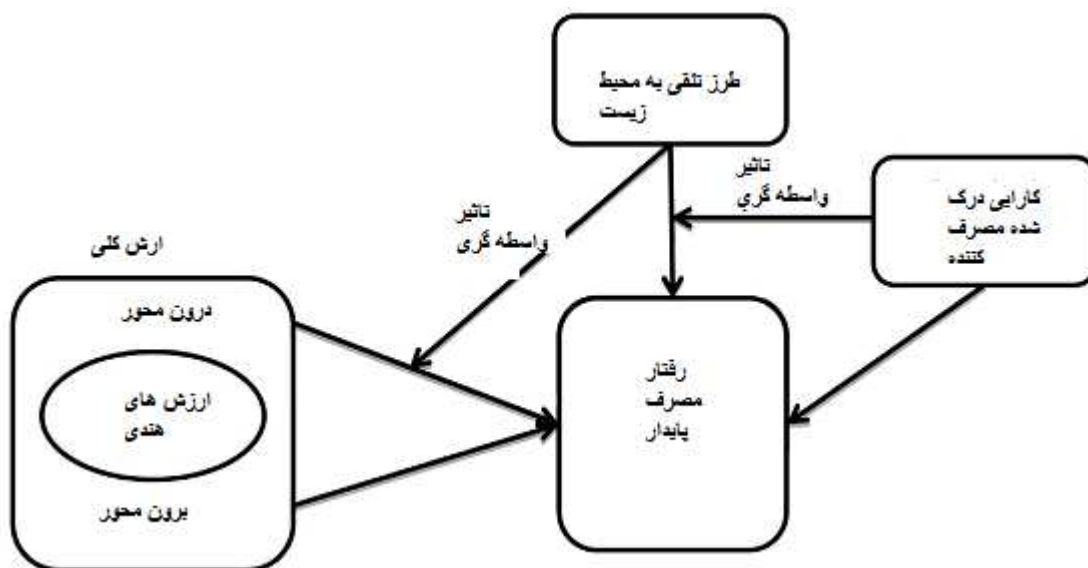 طرز تلقی به محیط
زیست
تاثیر
واسطه گري
کارایی درک
شده مصرف
کننده
تاثیر
واسطه گری
ارش کلی
درون محور
ارزش های
هندی
برون محور
رفتار
مصرف
پایدار